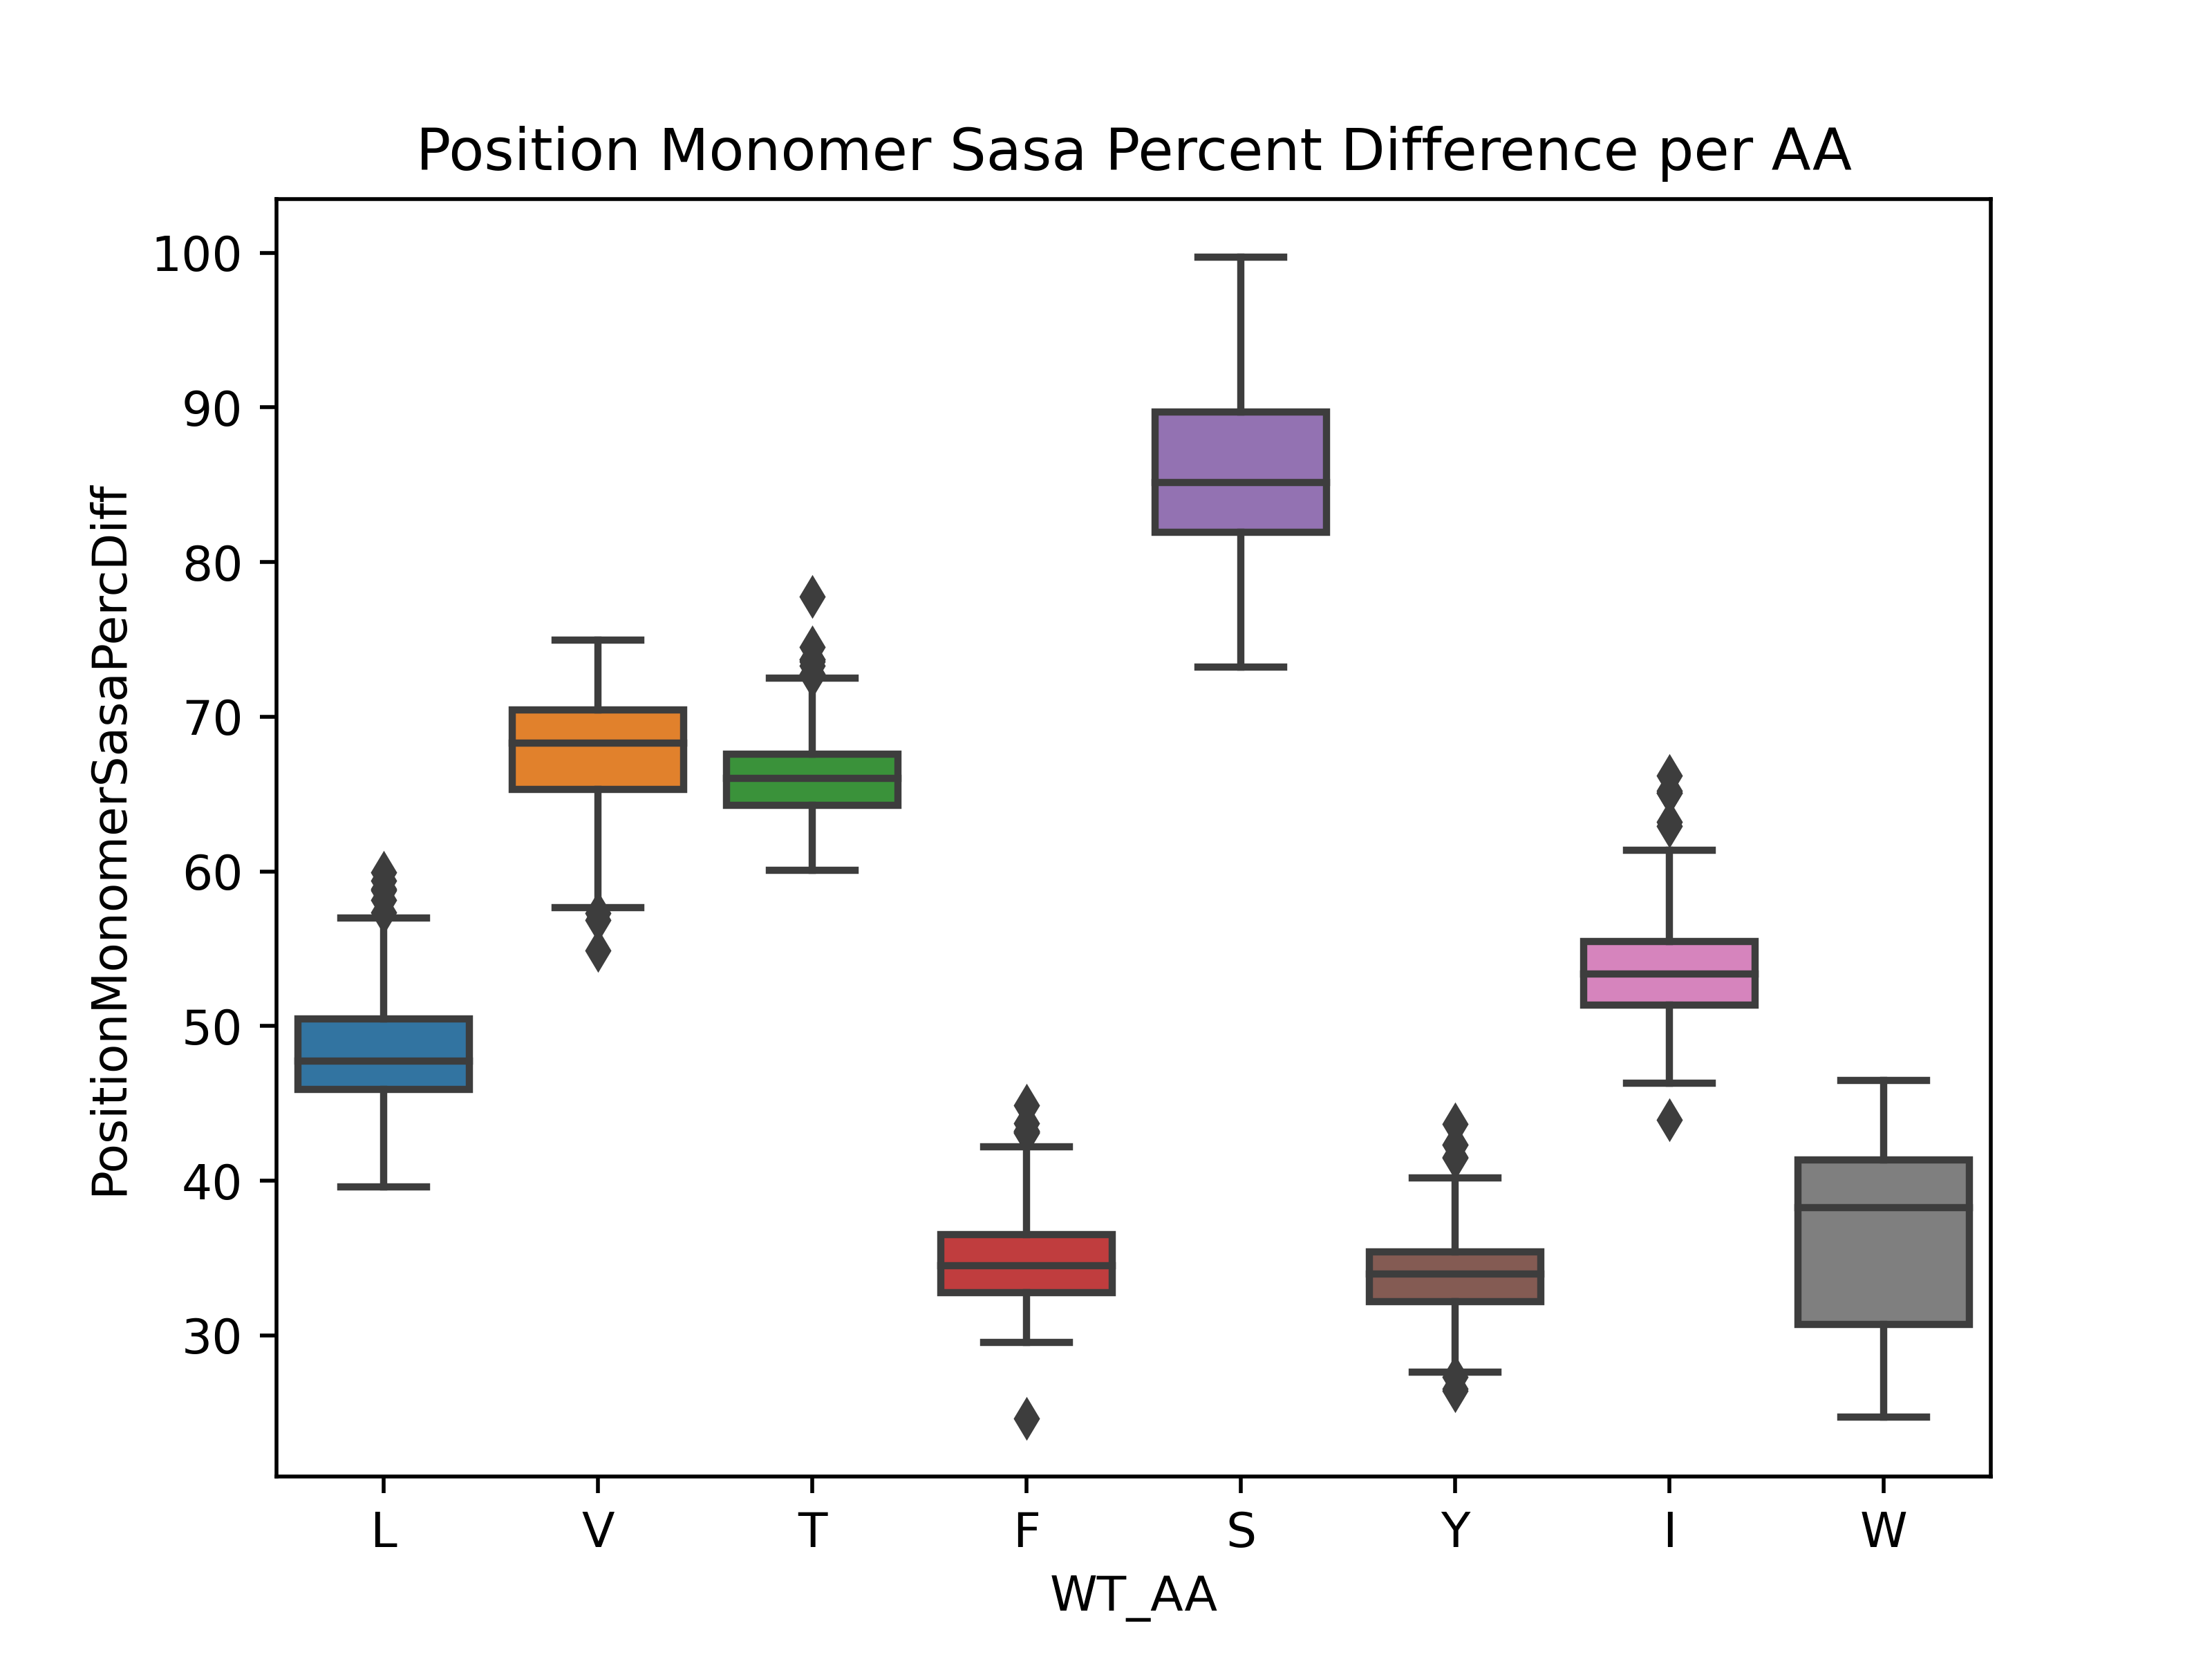 Position Monomer Sasa Percent Difference per AA
PositionMonomerSasaPercDiff
100
90
80
70
60
50
40
30
L V T F S Y I W
WT_AA